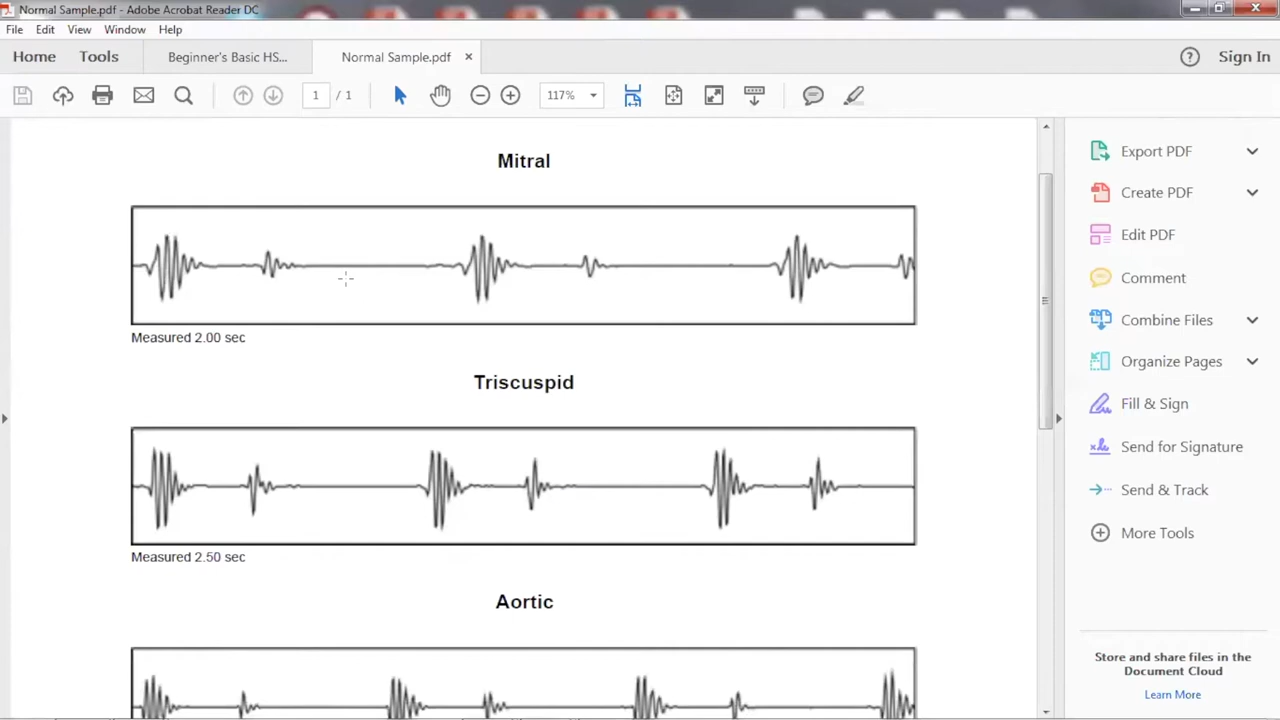 Normal Sample.pdf - Adobe Acrobat Reader DC
File Edit View Window Help
Home Tools Beginner's Basic HS... Normal Sample.pdf ×
1 / 1 117%
? Sign In
Mitral
Measured 2.00 sec
Triscuspid
Measured 2.50 sec
Aortic
Export PDF
Create PDF
Edit PDF
Comment
Combine Files
Organize Pages
Fill & Sign
Send for Signature
Send & Track
More Tools
Store and share files in the
Document Cloud
Learn More